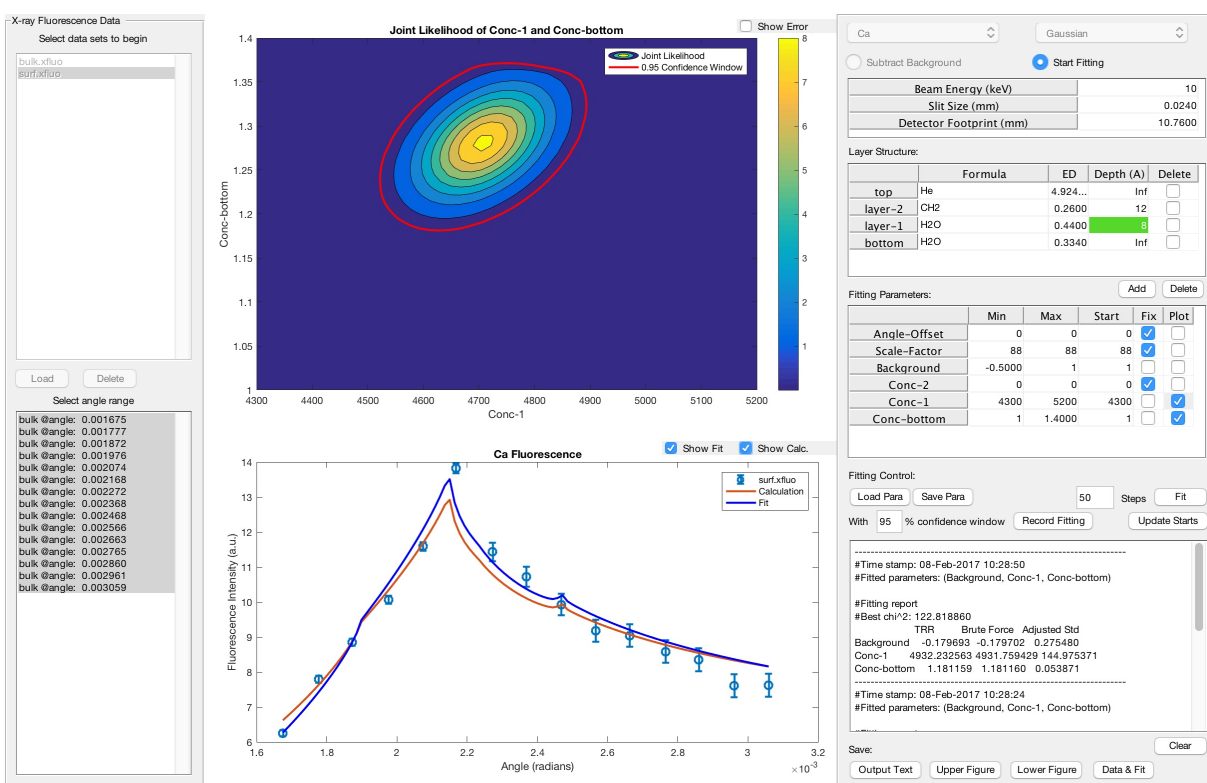 X-ray Fluorescence Data
Select data sets to begin
bulk.xfluo
surf.xfluo
Load
Delete
Select angle range
bulk @angle: 0.001675
bulk @angle: 0.001777
bulk @angle: 0.001872
bulk @angle: 0.001976
bulk @angle: 0.002074
bulk @angle: 0.002168
bulk @angle: 0.002272
bulk @angle: 0.002368
bulk @angle: 0.002468
bulk @angle: 0.002566
bulk @angle: 0.002663
bulk @angle: 0.002765
bulk @angle: 0.002860
bulk @angle: 0.002961
bulk @angle: 0.003059
Show Error
Joint Likelihood of Conc-1 and Conc-bottom
Joint Likelihood
0.95 Confidence Window
Conc-bottom
1.4
1.35
1.3
1.25
1.2
1.15
1.1
1.05
1
4300 4400 4500 4600 4700 4800 4900 5000 5100 5200
Conc-1
8
7
6
5
4
3
2
1
Show Fit Show Calc.
Ca Fluorescence
surf.xfluo
Calculation
Fit
Fluorescence Intensity (a.u.)
14
13
12
11
10
9
8
7
6
1.6 1.8 2 2.2 2.4 2.6 2.8 3 3.2
Angle (radians)
×10⁻³
Ca Gaussian
Subtract Background Start Fitting
Beam Energy (keV) 10
Slit Size (mm) 0.0240
Detector Footprint (mm) 10.7600
Layer Structure:
Formula ED Depth (A) Delete
top He 4.924... Inf
layer-2 CH2 0.2600 12
layer-1 H2O 0.4400 8
bottom H2O 0.3340 Inf
Add Delete
Fitting Parameters:
Min Max Start Fix Plot
Angle-Offset 0 0 0
Scale-Factor 88 88 88
Background -0.5000 1 1
Conc-2 0 0 0
Conc-1 4300 5200 4300
Conc-bottom 1 1.4000 1
Fitting Control:
Load Para Save Para 50 Steps Fit
With 95 % confidence window Record Fitting Update Starts
#Time stamp: 08-Feb-2017 10:28:50
#Fitted parameters: (Background, Conc-1, Conc-bottom)
#Fitting report
#Best chi^2: 122.818860
TRR Brute Force Adjusted Std
Background -0.179693 -0.179702 0.275480
Conc-1 4932.232563 4931.759429 144.975371
Conc-bottom 1.181159 1.181160 0.053871
#Time stamp: 08-Feb-2017 10:28:24
#Fitted parameters: (Background, Conc-1, Conc-bottom)
Clear
Save:
Output Text Upper Figure Lower Figure Data & Fit